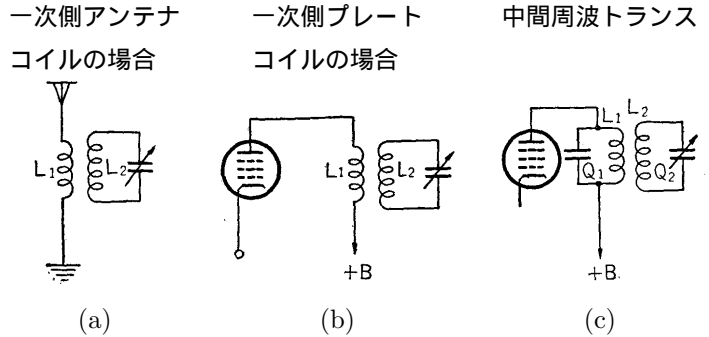 一次側アンテナ
コイルの場合
一次側プレート
コイルの場合
中間周波トランス
L1 L2
L1 L2
+B
L1 L2
Q1 Q2
+B.
(a) (b) (c)